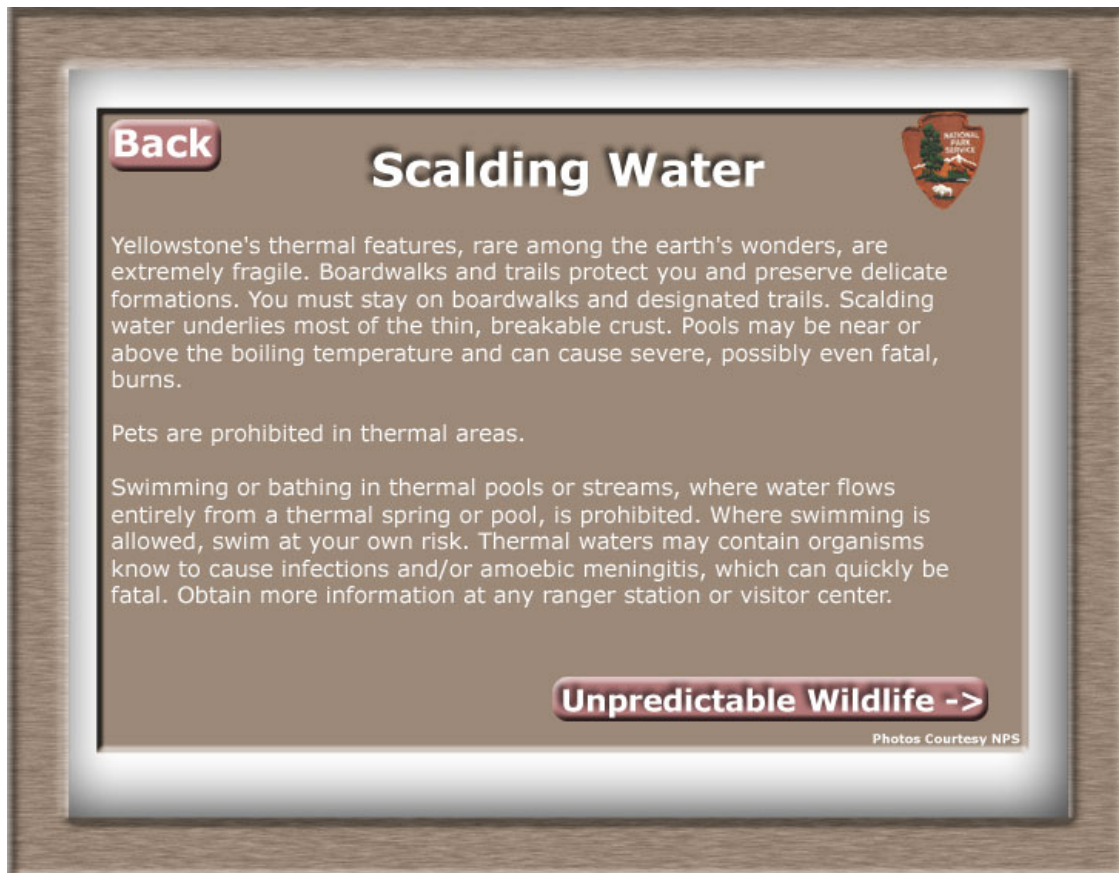 Back
Scalding Water
NATIONAL
PARK
SERVICE
Yellowstone's thermal features, rare among the earth's wonders, are
extremely fragile. Boardwalks and trails protect you and preserve delicate
formations. You must stay on boardwalks and designated trails. Scalding
water underlies most of the thin, breakable crust. Pools may be near or
above the boiling temperature and can cause severe, possibly even fatal,
burns.
Pets are prohibited in thermal areas.
Swimming or bathing in thermal pools or streams, where water flows
entirely from a thermal spring or pool, is prohibited. Where swimming is
allowed, swim at your own risk. Thermal waters may contain organisms
know to cause infections and/or amoebic meningitis, which can quickly be
fatal. Obtain more information at any ranger station or visitor center.
Unpredictable Wildlife ->
Photos Courtesy NPS